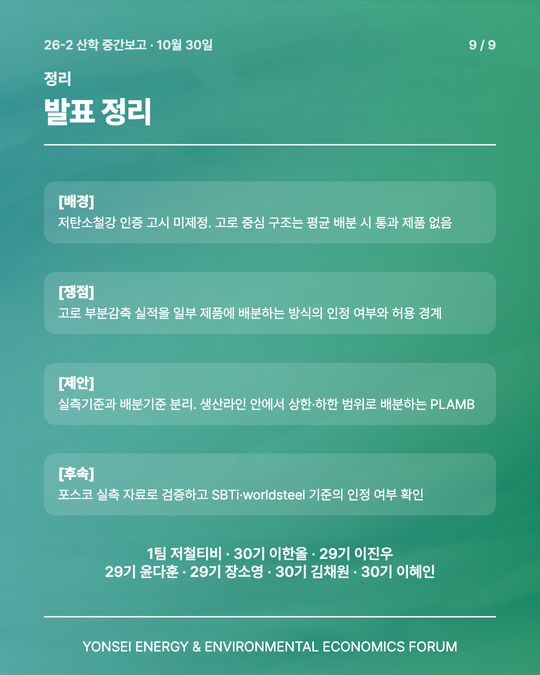 26-2 산학 중간보고 · 10월 30일
9 / 9
정리
발표 정리
[배경]
저탄소철강 인증 고시 미제정. 고로 중심 구조는 평균 배분 시 통과 제품 없음
[쟁점]
고로 부분감축 실적을 일부 제품에 배분하는 방식의 인정 여부와 허용 경계
[제안]
실측기준과 배분기준 분리. 생산라인 안에서 상한·하한 범위로 배분하는 PLAMB
[후속]
포스코 실측 자료로 검증하고 SBTi·worldsteel 기준의 인정 여부 확인
1팀 저철티비 · 30기 이한올 · 29기 이진우
29기 윤다훈 · 29기 장소영 · 30기 김채원 · 30기 이혜인
YONSEI ENERGY & ENVIRONMENTAL ECONOMICS FORUM